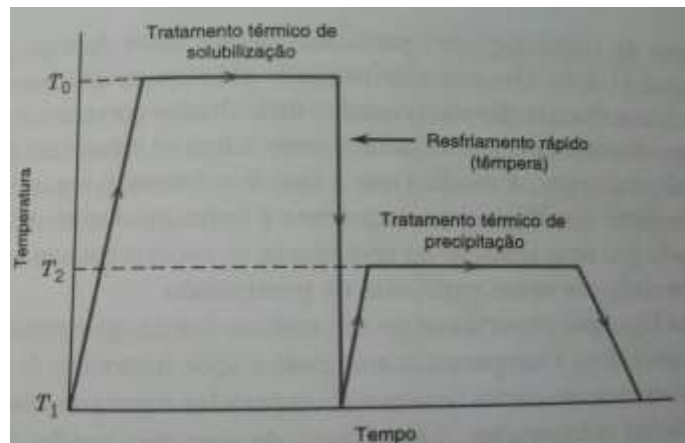 Tratamento térmico de
solubilização
T0
Resfriamento rápido
(têmpera)
Temperatura
Tratamento térmico de
precipitação
T2
T1
Tempo